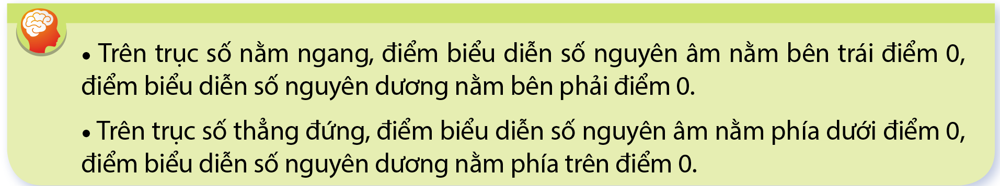 • Trên trục số nằm ngang, điểm biểu diễn số nguyên âm nằm bên trái điểm 0,
điểm biểu diễn số nguyên dương nằm bên phải điểm 0.
• Trên trục số thẳng đứng, điểm biểu diễn số nguyên âm nằm phía dưới điểm 0,
điểm biểu diễn số nguyên dương nằm phía trên điểm 0.